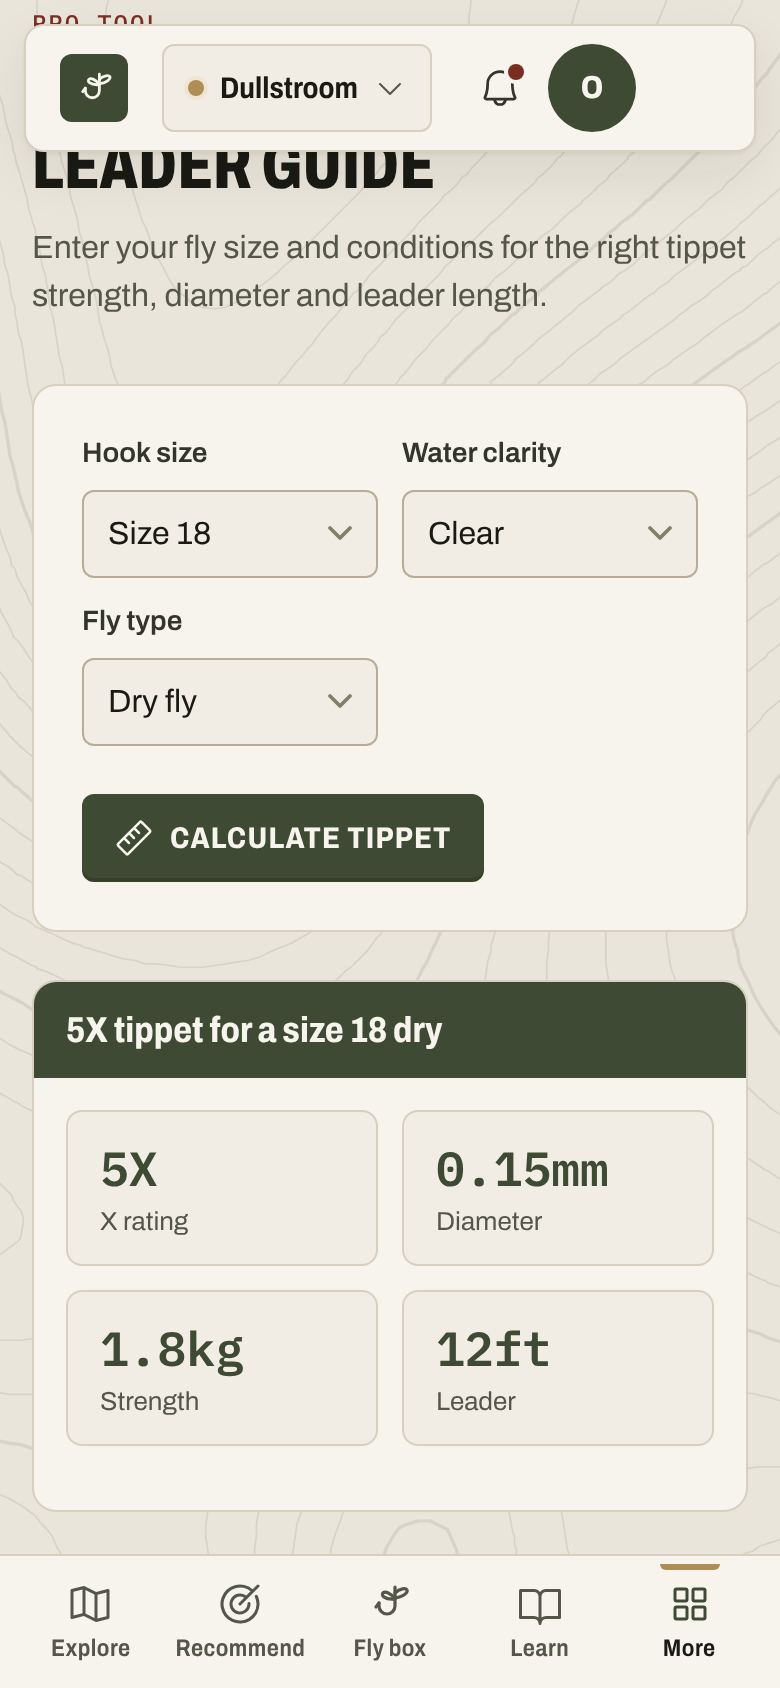 PRO TOOL
Dullstroom
O
LEADER GUIDE
Enter your fly size and conditions for the right tippet
strength, diameter and leader length.
Hook size
Water clarity
Size 18
Clear
Fly type
Dry fly
CALCULATE TIPPET
5X tippet for a size 18 dry
5X
X rating
0.15mm
Diameter
1.8kg
Strength
12ft
Leader
Explore
Recommend
Fly box
Learn
More